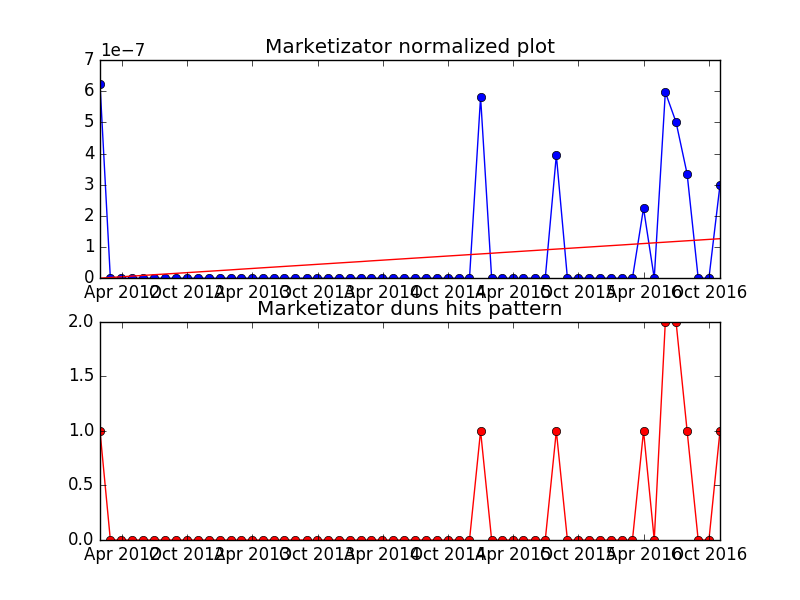 Marketizator normalized plot
1e−7
7
6
5
4
3
2
1
0
Apr 2012 Oct 2012 Apr 2013 Oct 2013 Apr 2014 Oct 2014 Apr 2015 Oct 2015 Apr 2016 Oct 2016
Marketizator duns hits pattern
2.0
1.5
1.0
0.5
0.0
Apr 2012 Oct 2012 Apr 2013 Oct 2013 Apr 2014 Oct 2014 Apr 2015 Oct 2015 Apr 2016 Oct 2016